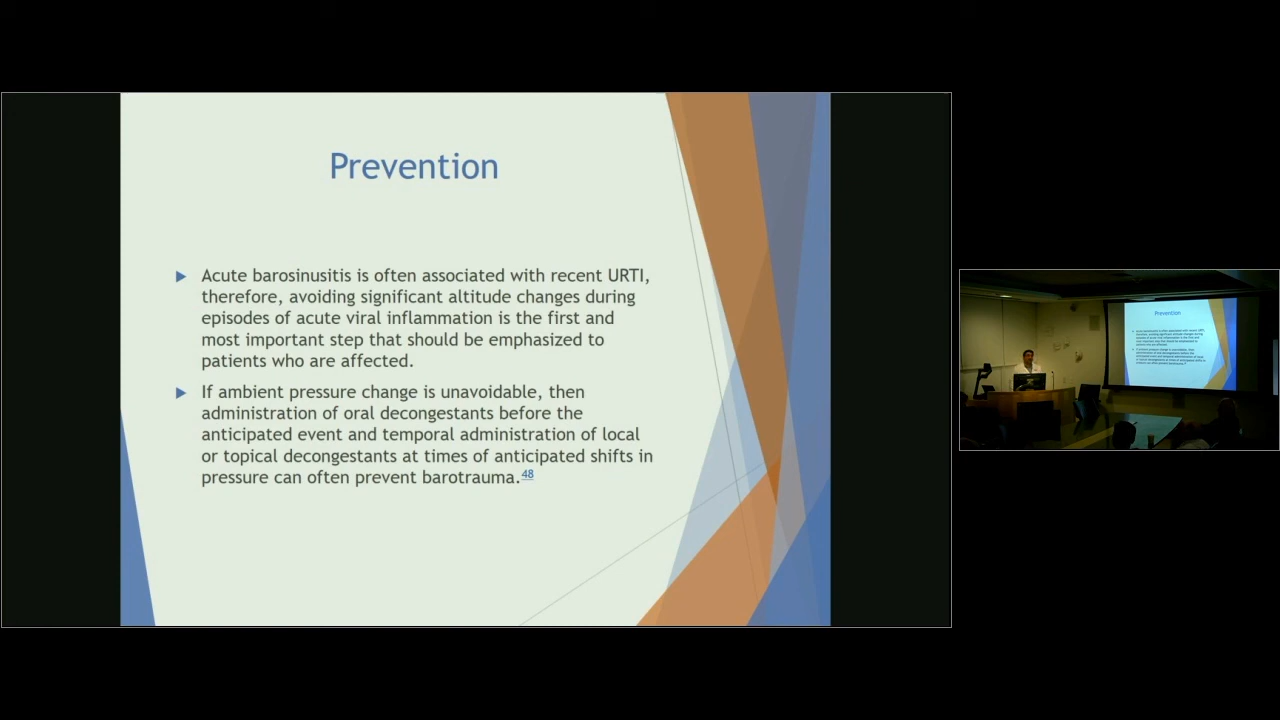 Prevention
Acute barosinusitis is often associated with recent URTI,
therefore, avoiding significant altitude changes during
episodes of acute viral inflammation is the first and
most important step that should be emphasized to
patients who are affected.
If ambient pressure change is unavoidable, then
administration of oral decongestants before the
anticipated event and temporal administration of local
or topical decongestants at times of anticipated shifts in
pressure can often prevent barotrauma.48
Prevention